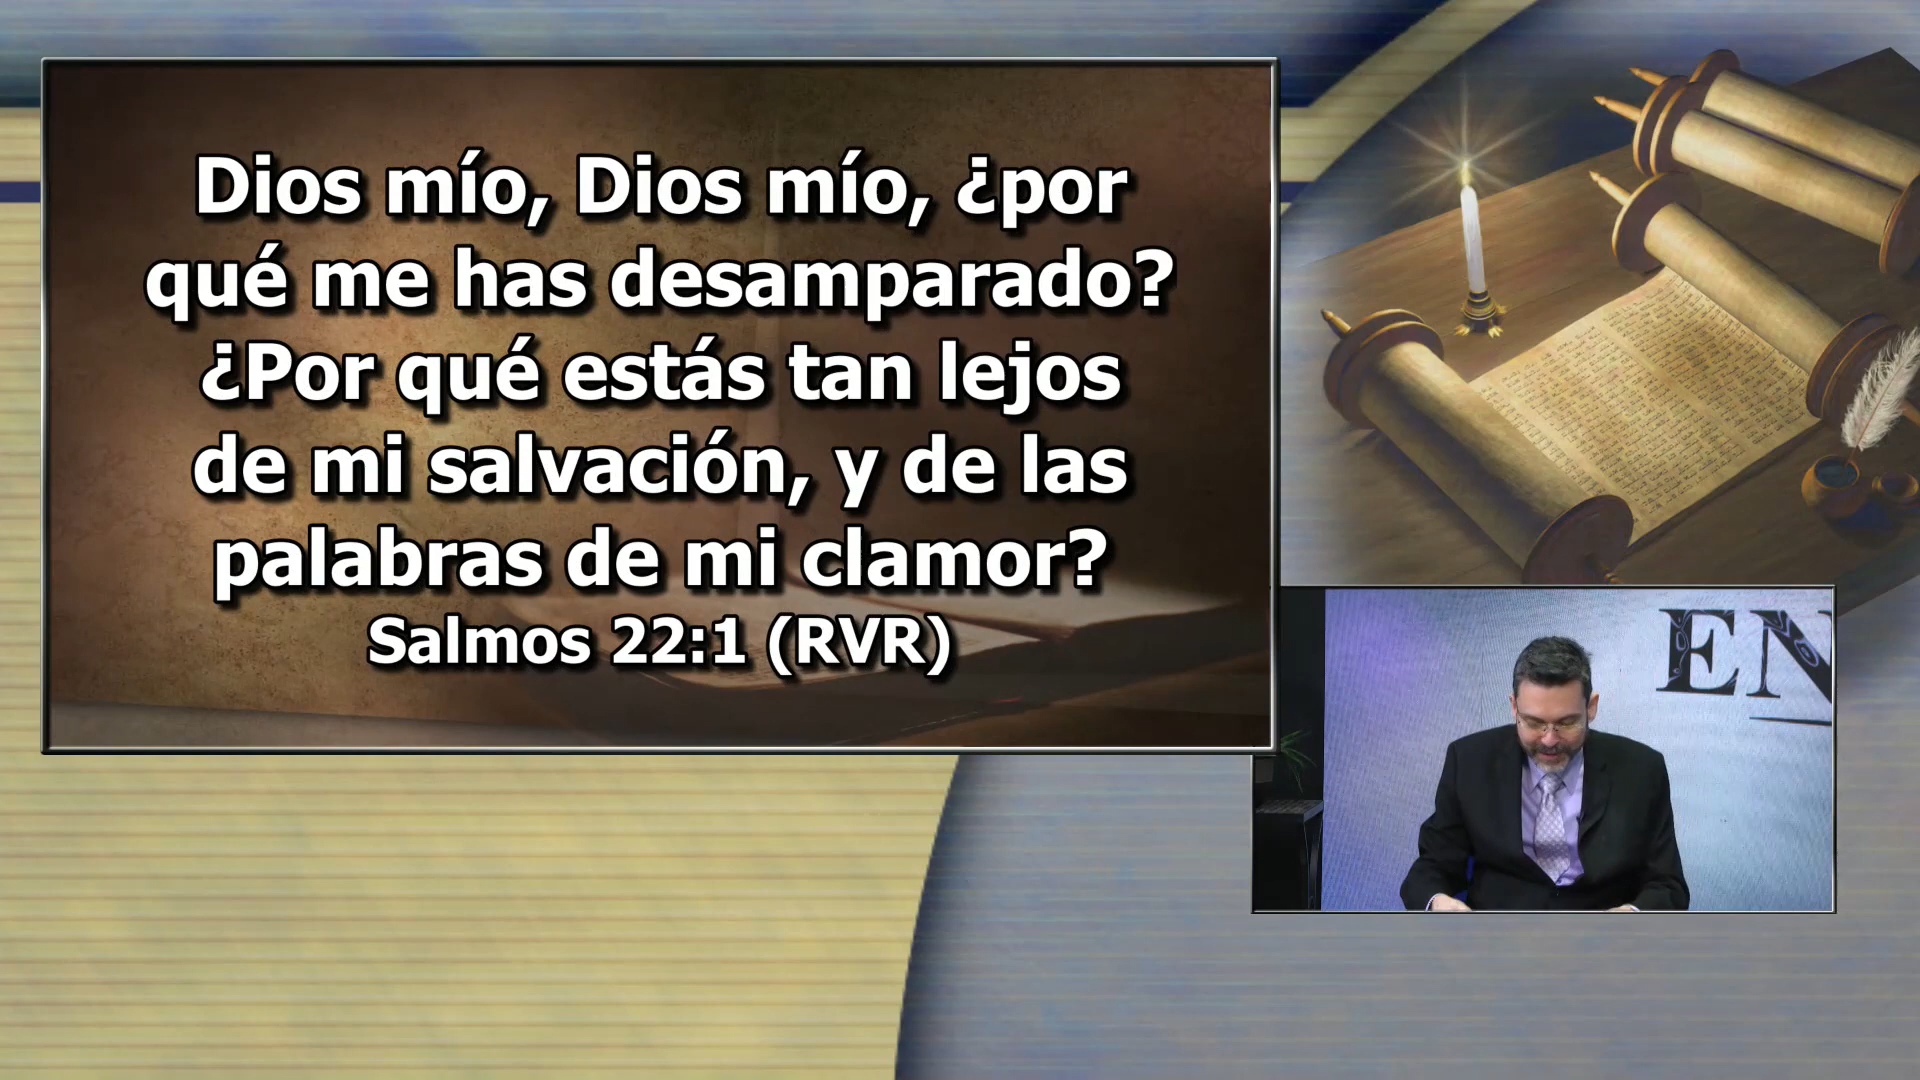 Dios mío, Dios mío, ¿por
qué me has desamparado?
¿Por qué estás tan lejos
de mi salvación, y de las
palabras de mi clamor?
Salmos 22:1 (RVR)
EN